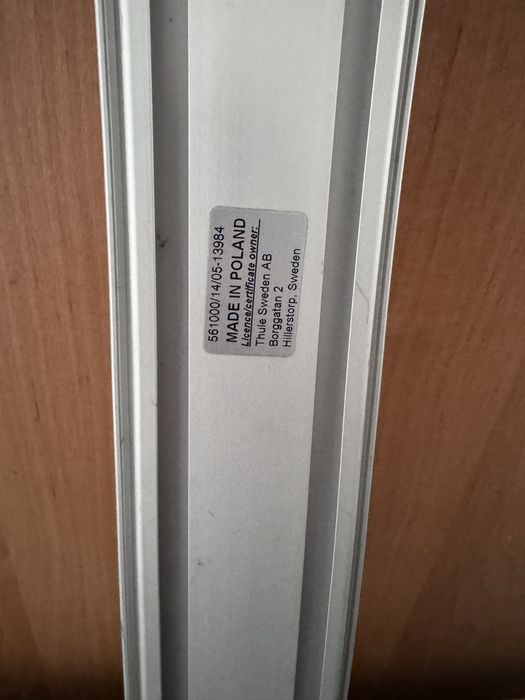 561000/14/05-13984
MADE IN POLAND
Licence/certificate owner:
Thule Sweden AB
Borggatan 2
Hillerstorp, Sweden